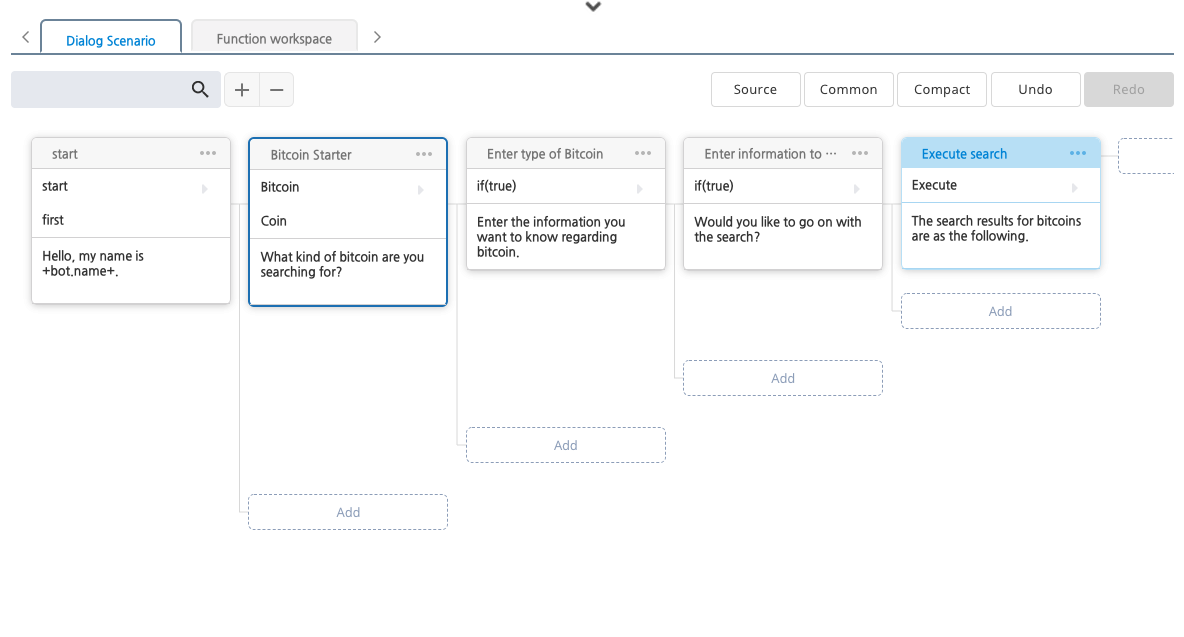 Dialog Scenario
Function workspace
Source
Common
Compact
Undo
Redo
start
start
first
Hello, my name is
+bot.name+.
Bitcoin Starter
Bitcoin
Coin
What kind of bitcoin are you
searching for?
Add
Enter type of Bitcoin
if(true)
Enter the information you
want to know regarding
bitcoin.
Add
Enter information to ···
if(true)
Would you like to go on with
the search?
Add
Execute search
Execute
The search results for bitcoins
are as the following.
Add